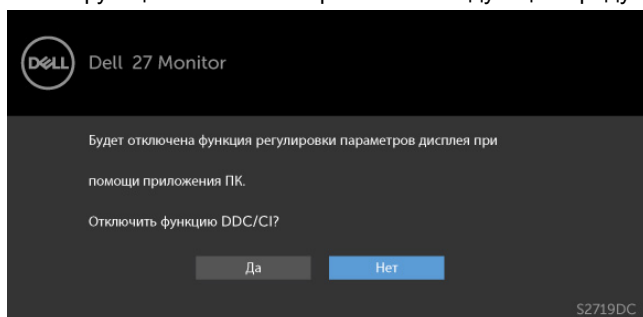 DELL
Dell 27 Monitor
Будет отключена функция регулировки параметров дисплея при
помощи приложения ПК.
Отключить функцию DDC/CI?
Да
Нет
S2719DC